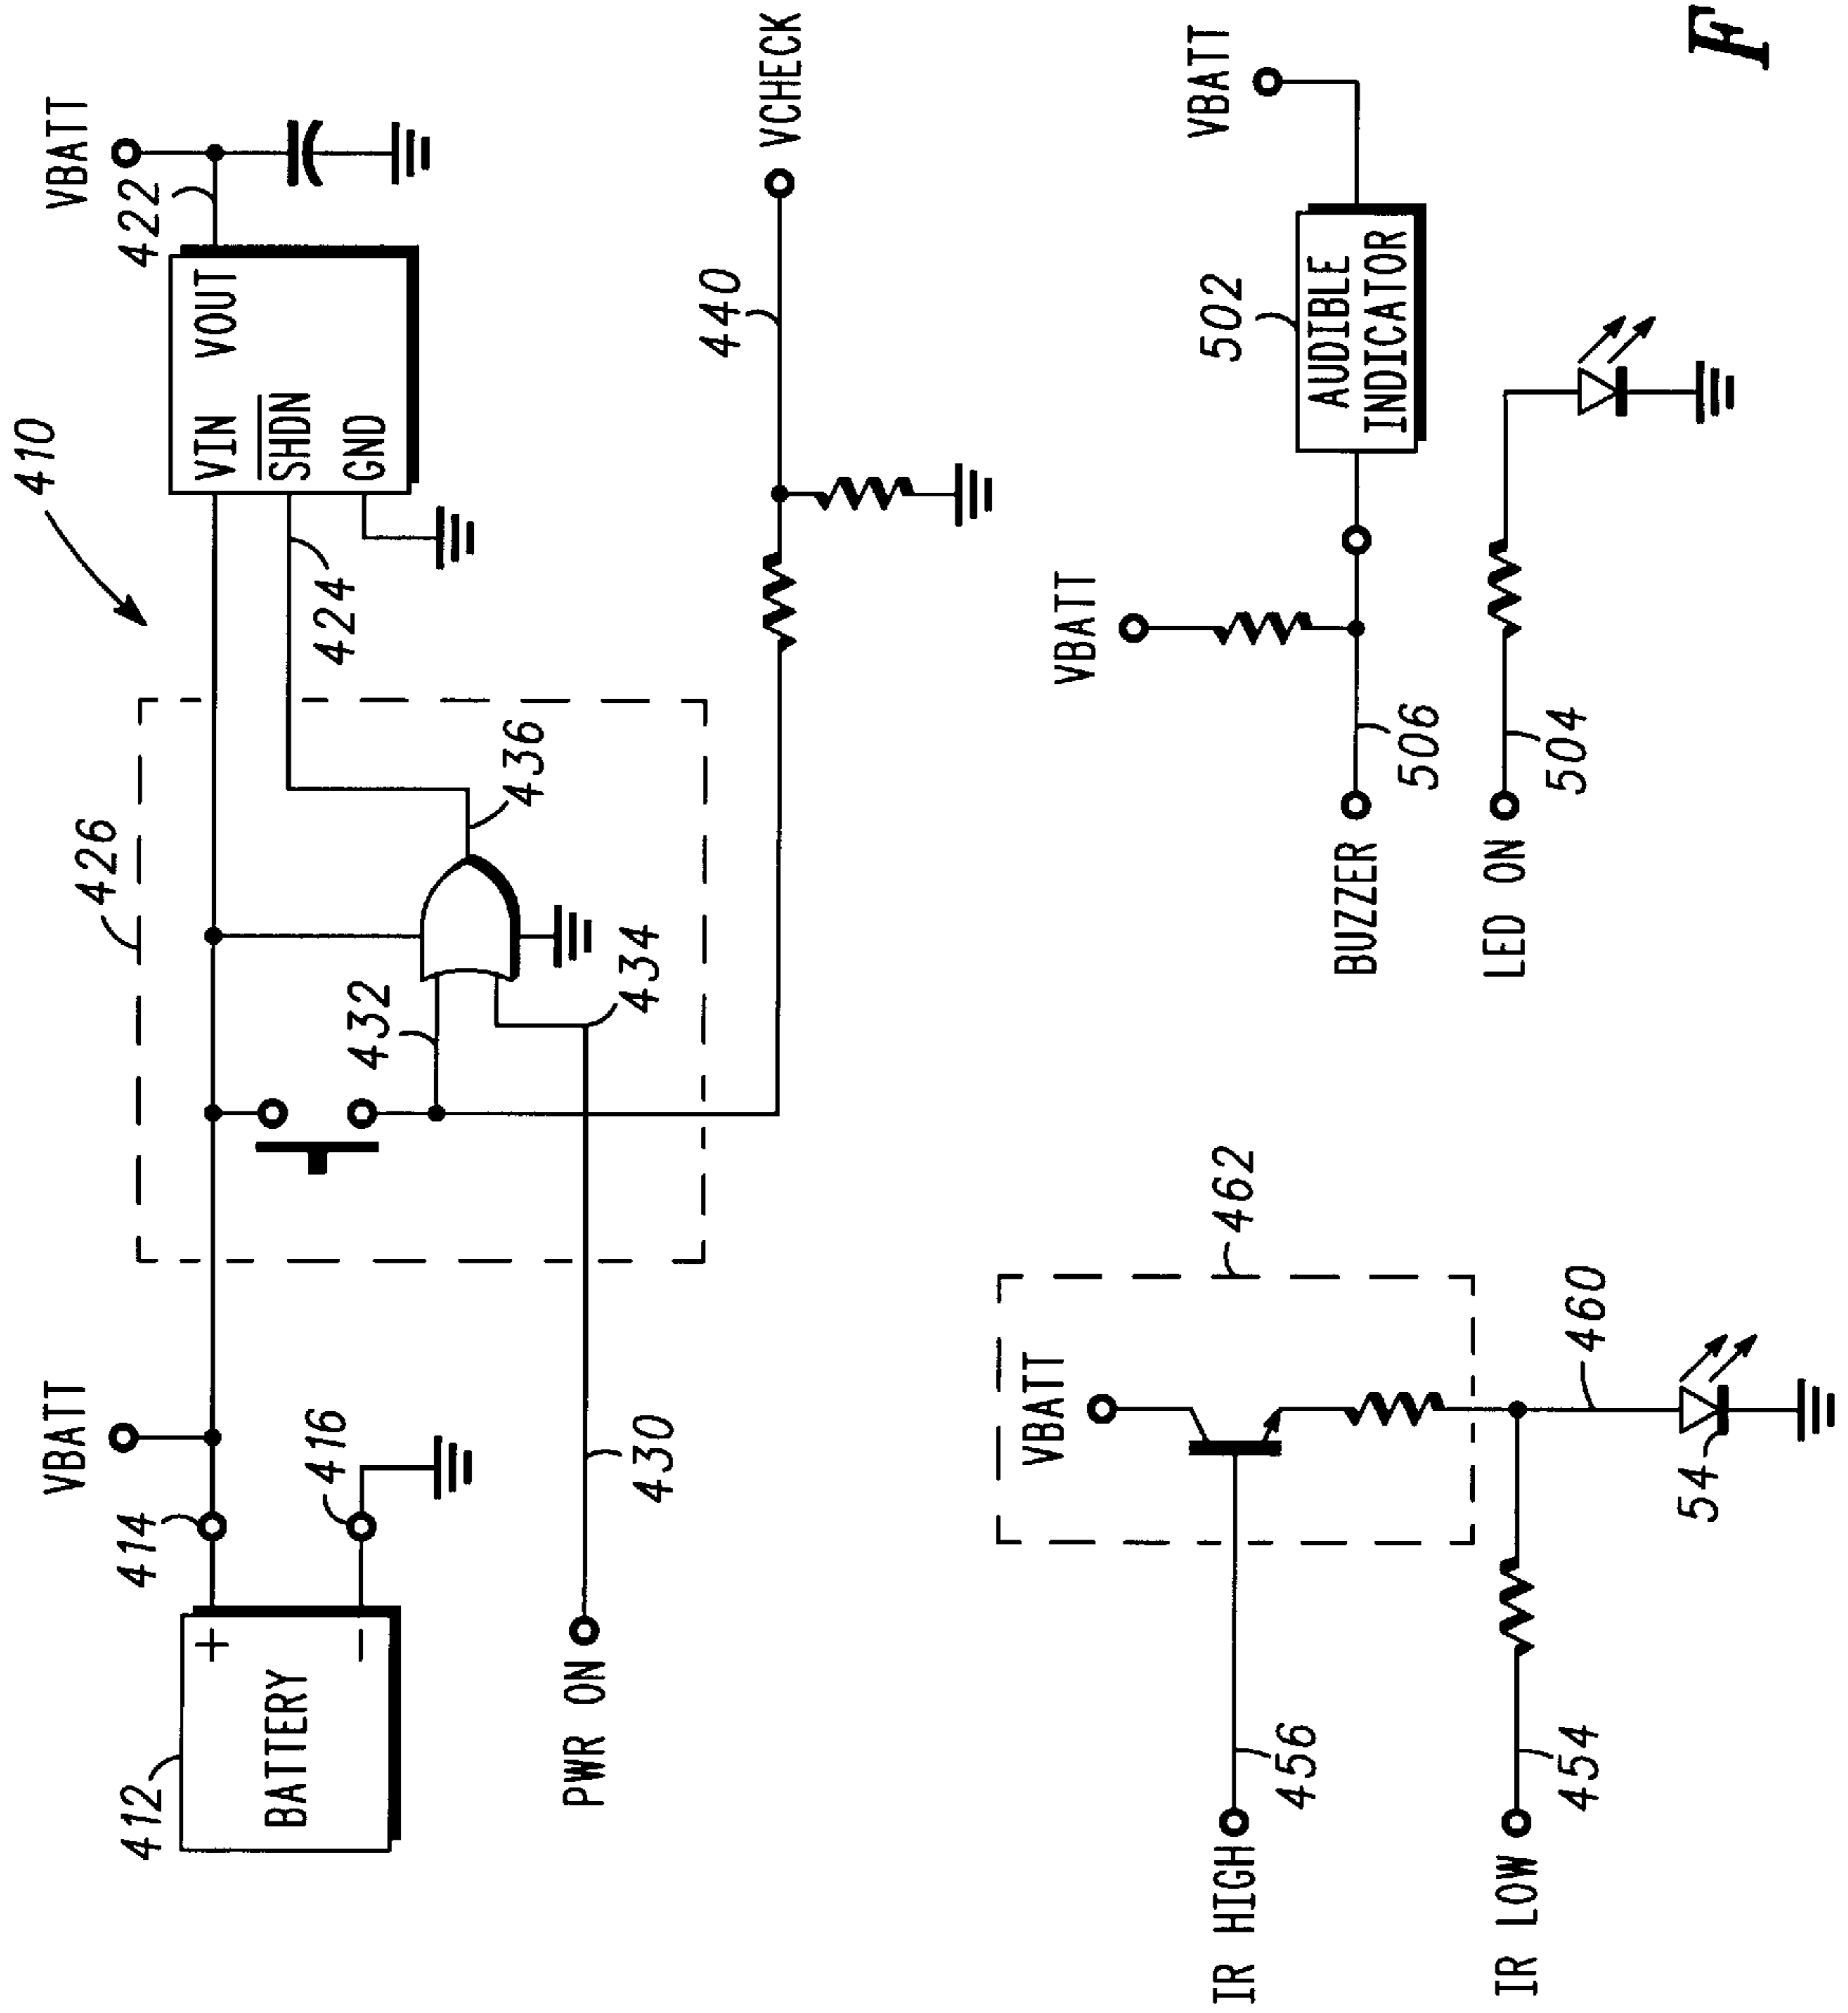 410
VBATT
414
412
BATTERY
+
-
416
PWR ON
430
426
432
434
436
424
VIN
VOUT
SHDN
GND
VBATT
422
440
VCHECK
IR HIGH
456
VBATT
462
IR LOW
454
460
54
VBATT
BUZZER
506
502
AUDIBLE
INDICATOR
VBATT
LED ON
504
F